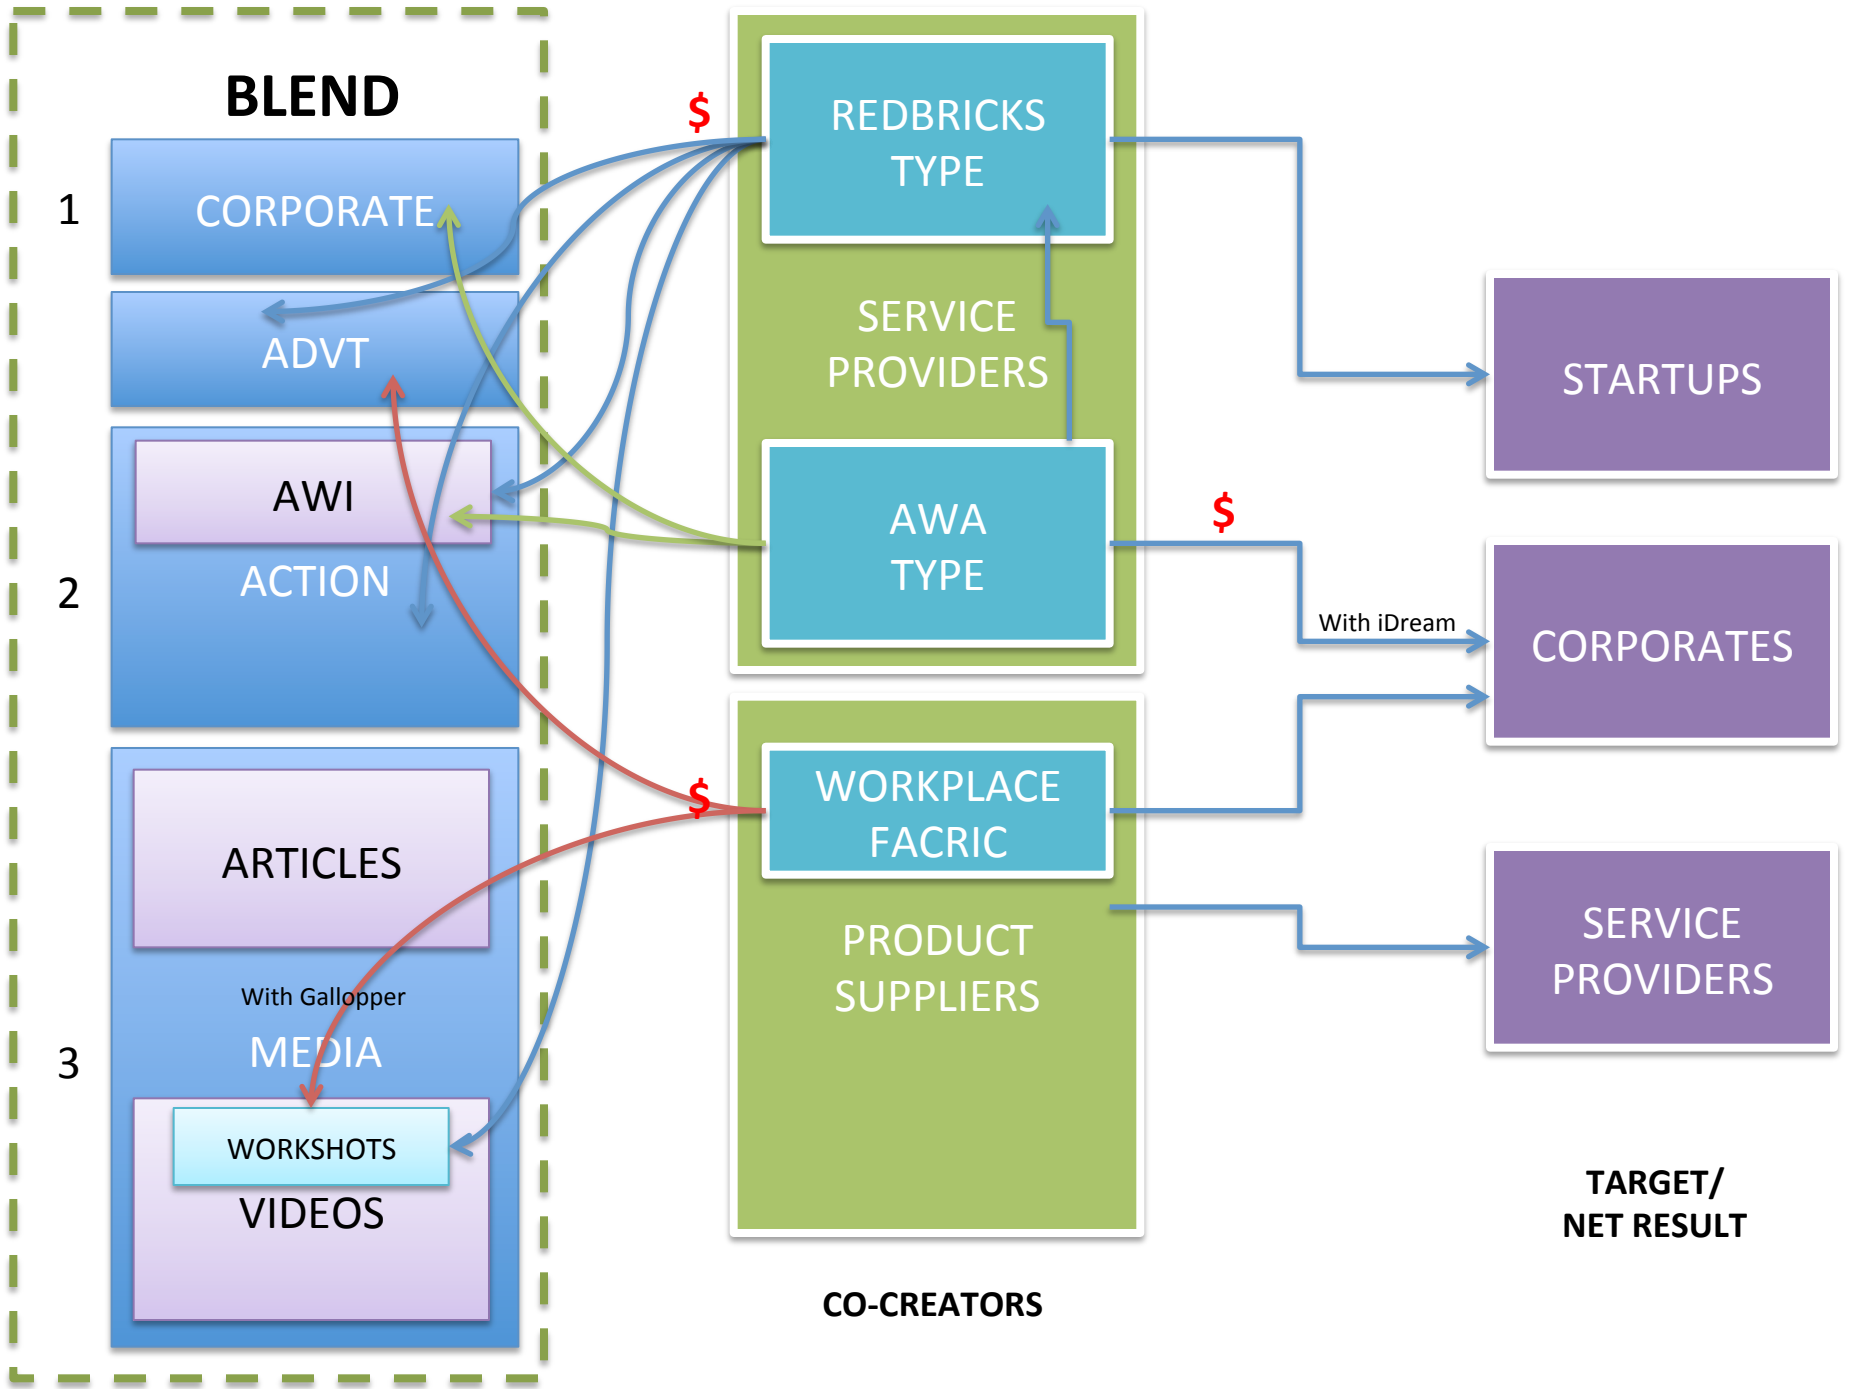 BLEND
1
CORPORATE
ADVT
2
AWI
ACTION
3
ARTICLES
With Gallopper
MEDIA
WORKSHOTS
VIDEOS
$
REDBRICKS
TYPE
SERVICE
PROVIDERS
AWA
TYPE
$
WORKPLACE
FACRIC
PRODUCT
SUPPLIERS
CO-CREATORS
$
With iDream
STARTUPS
CORPORATES
SERVICE
PROVIDERS
TARGET/
NET RESULT